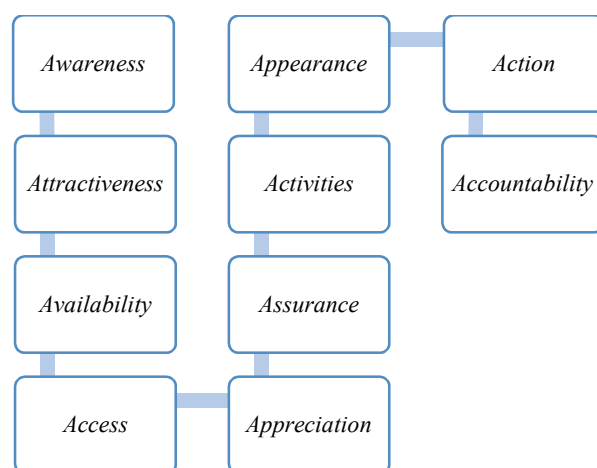 Awareness
Attractiveness
Availability
Access
Appreciation
Assurance
Activities
Appearance
Action
Accountability